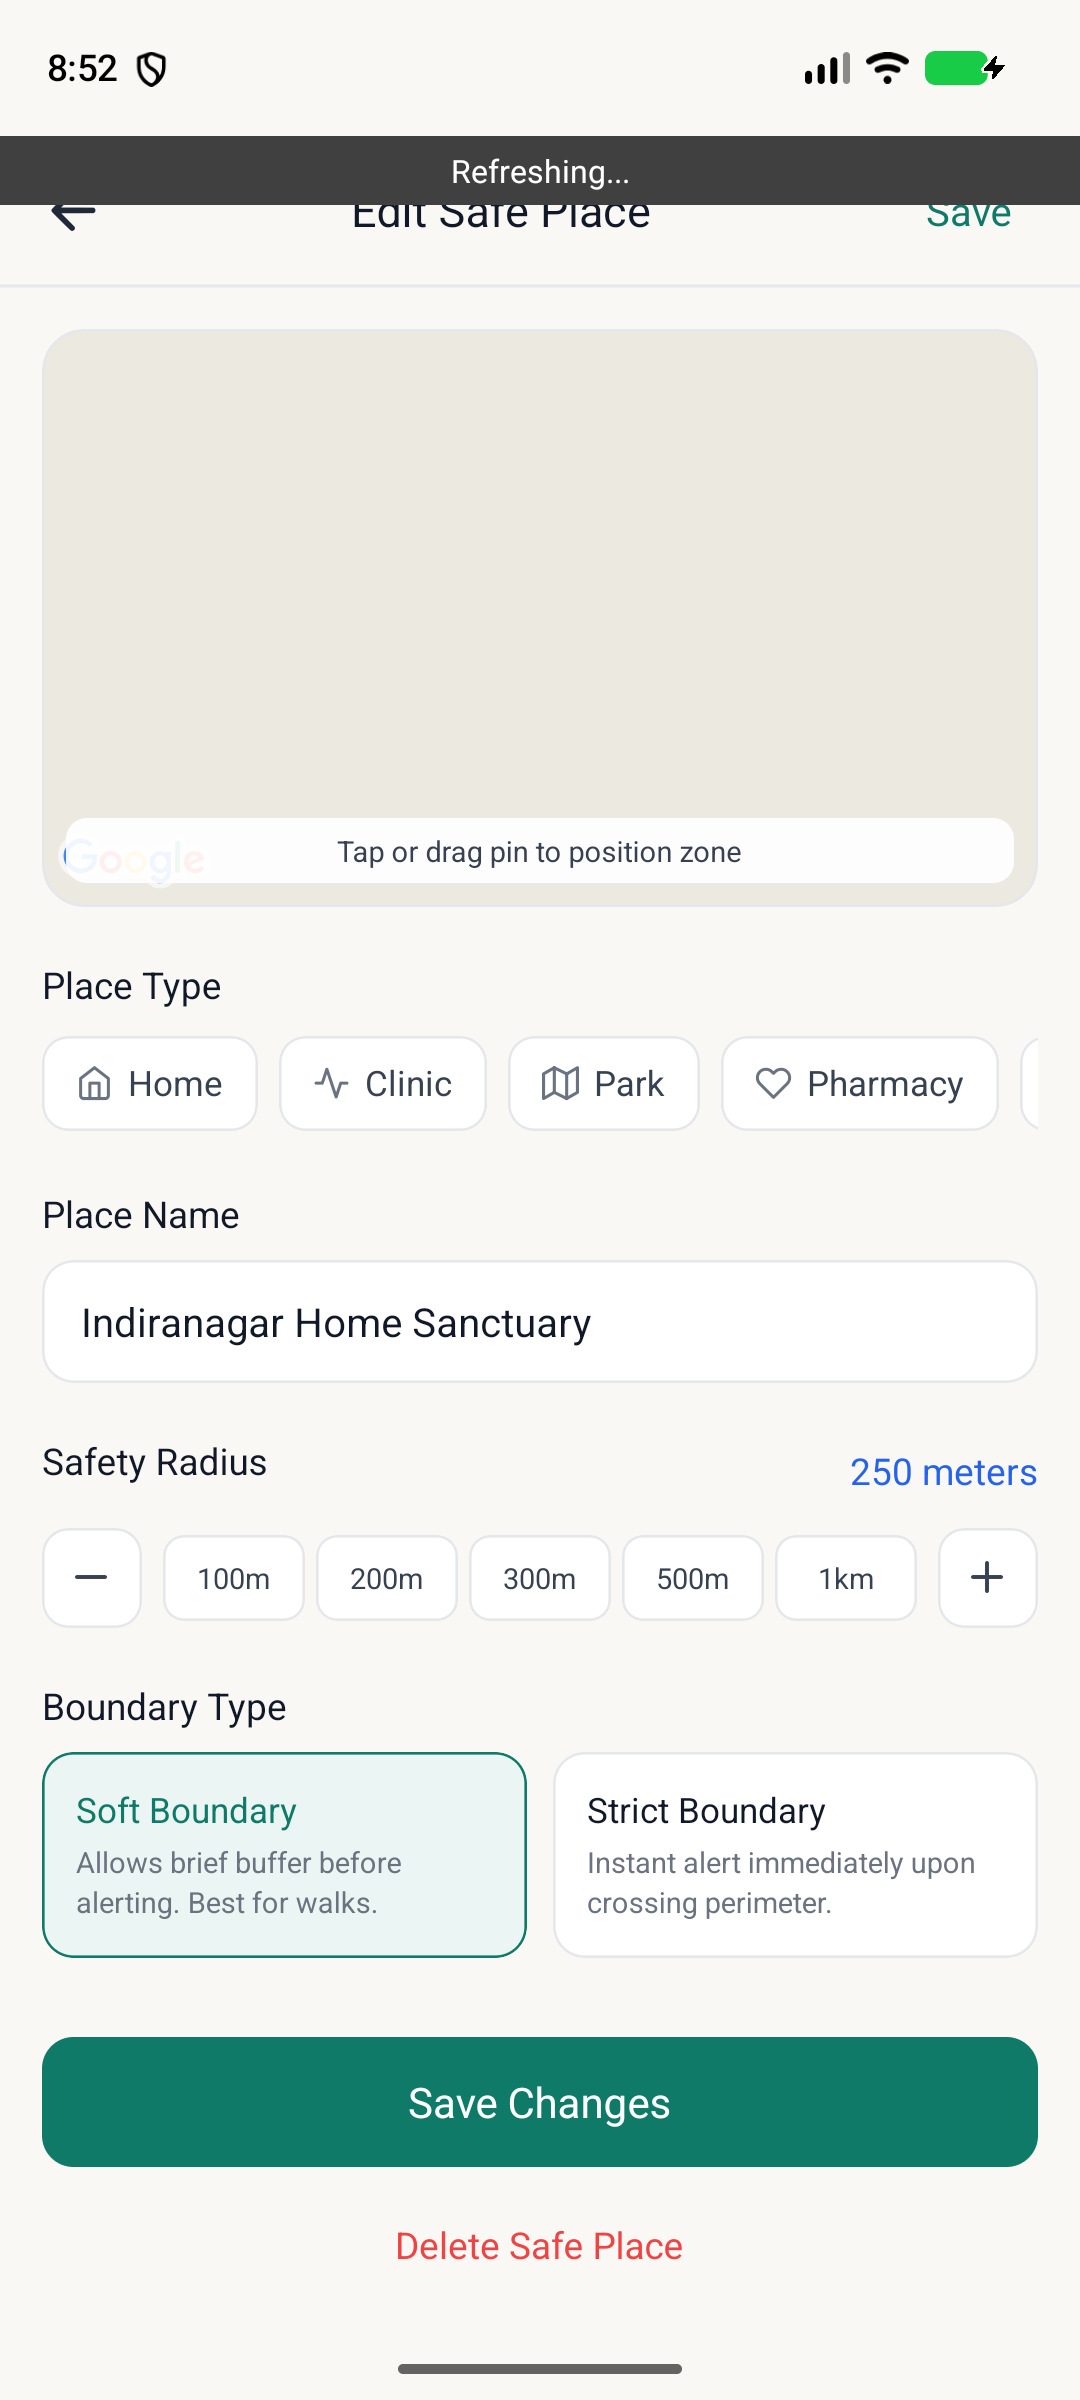 8:52
Refreshing...
Edit Safe Place
Save
Google
Tap or drag pin to position zone
Place Type
Home
Clinic
Park
Pharmacy
Place Name
Indiranagar Home Sanctuary
Safety Radius
250 meters
100m
200m
300m
500m
1km
Boundary Type
Soft Boundary
Allows brief buffer before
alerting. Best for walks.
Strict Boundary
Instant alert immediately upon
crossing perimeter.
Save Changes
Delete Safe Place